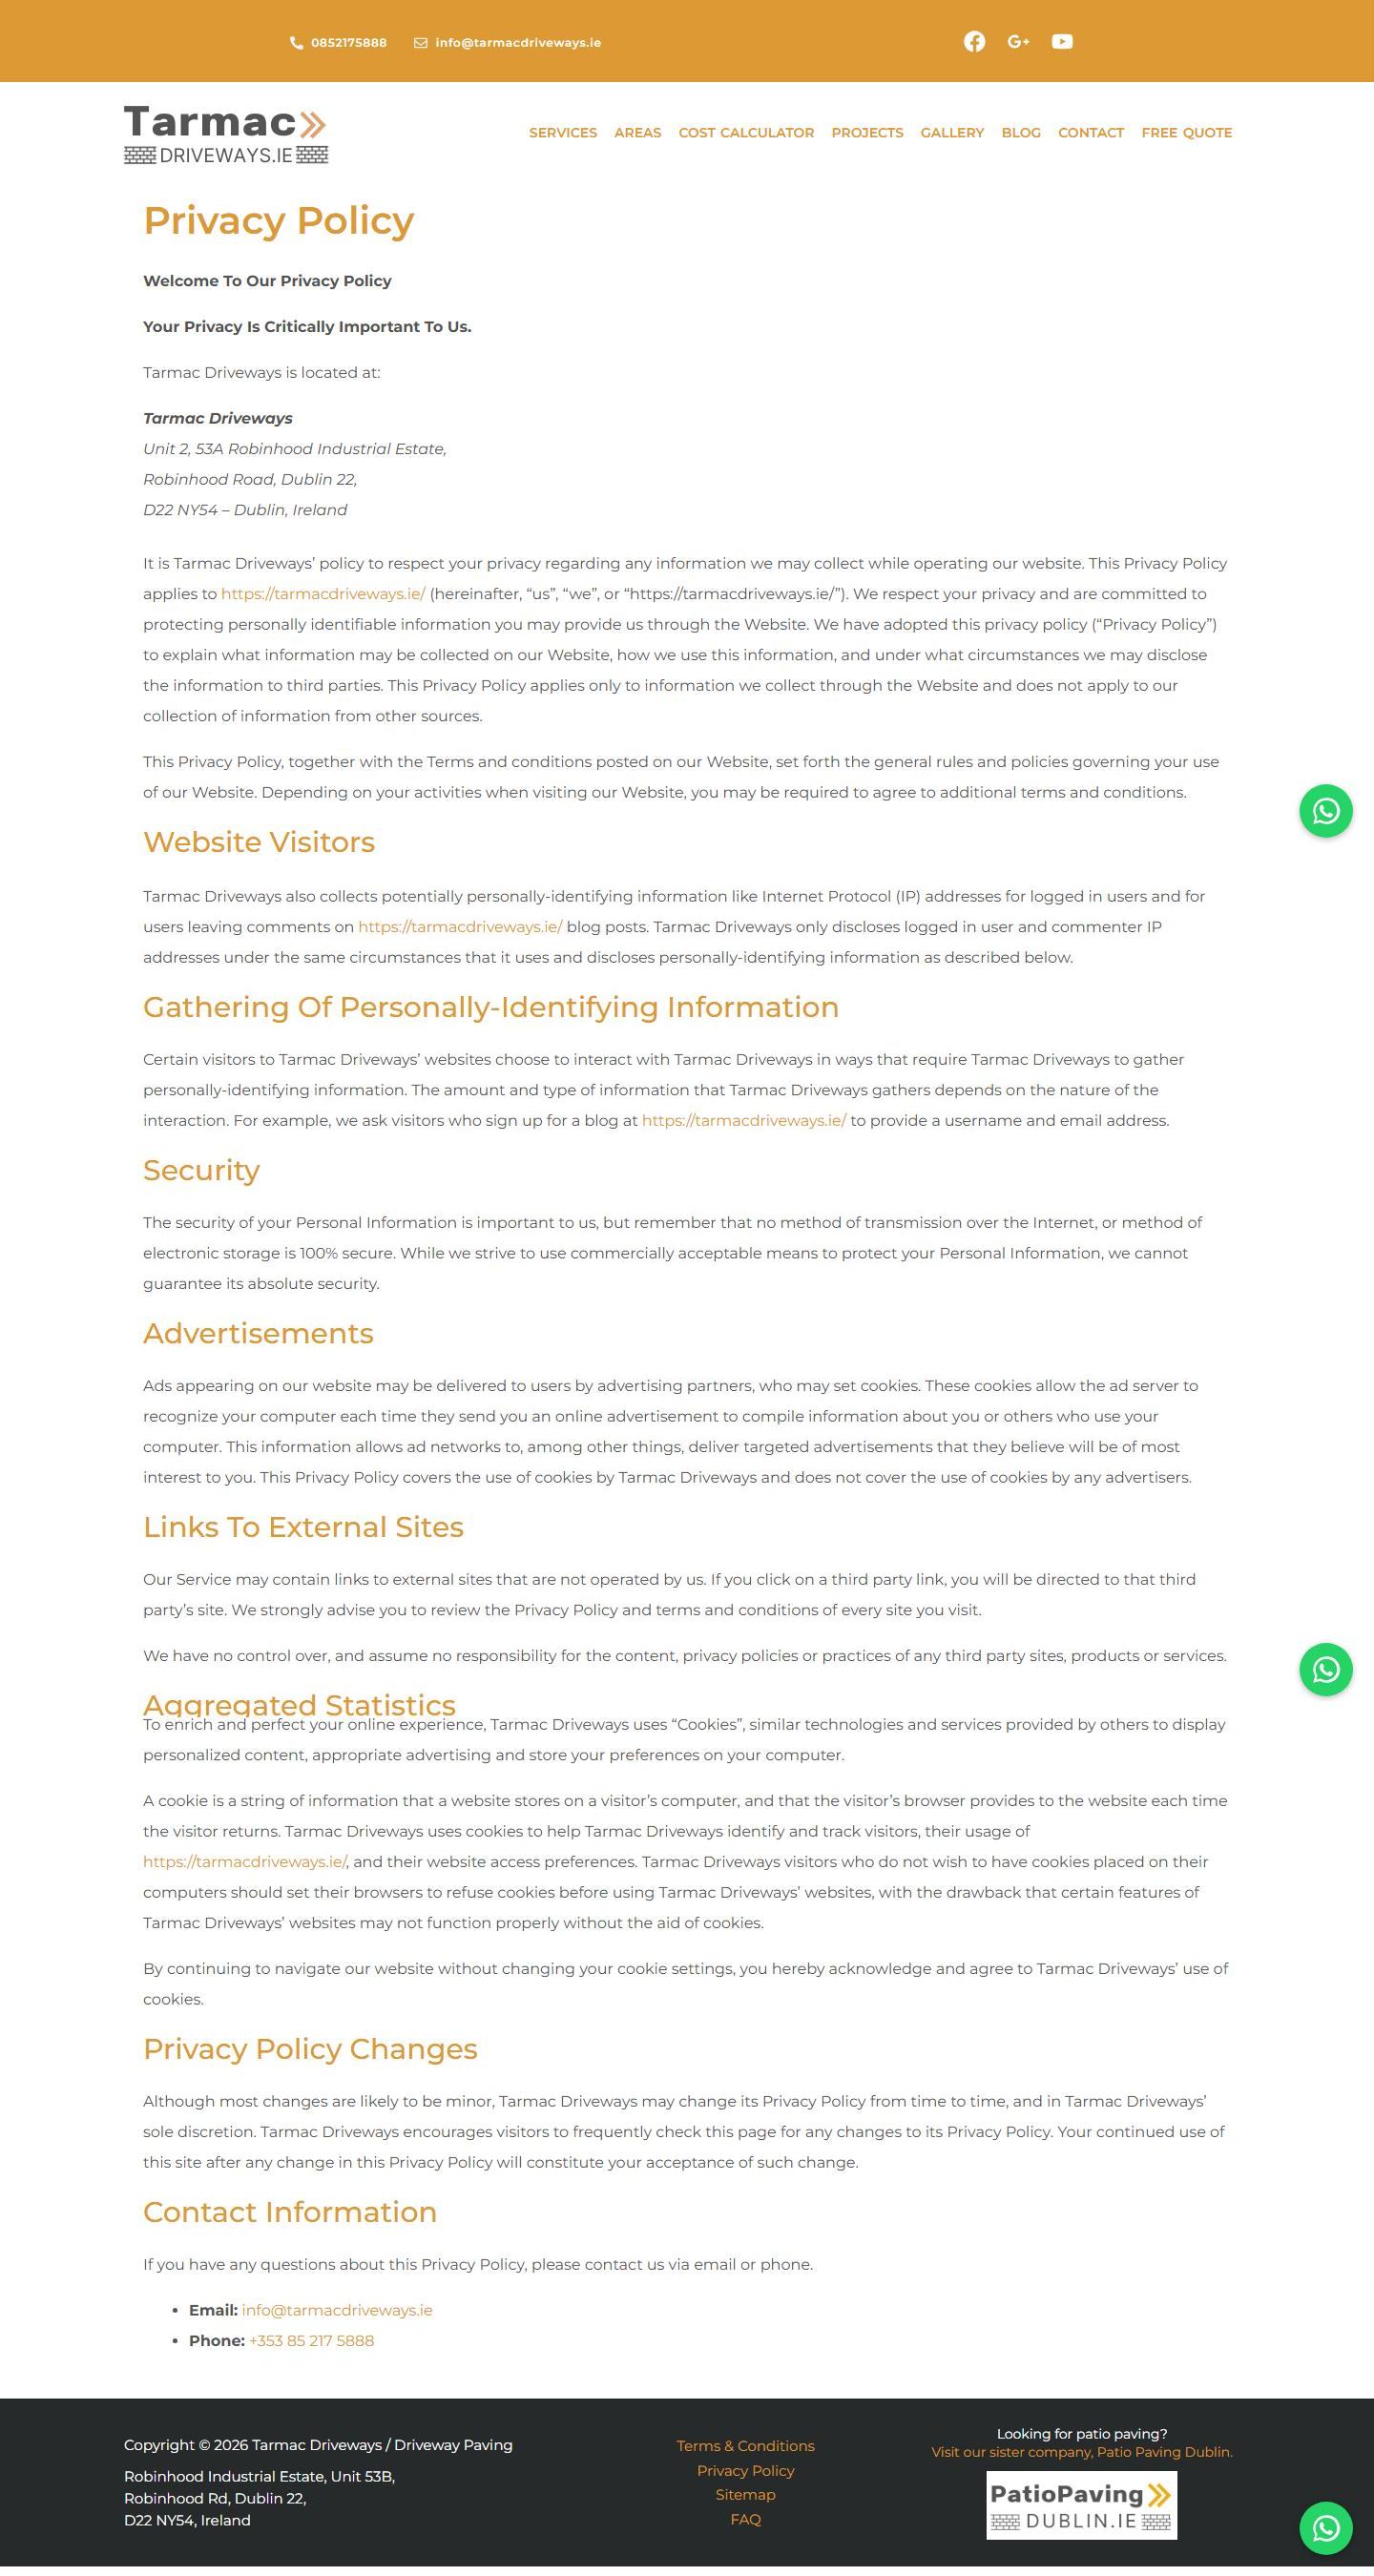 0852175888 info@tarmacdriveways.ie
Tarmac
DRIVEWAYS.IE
SERVICES AREAS COST CALCULATOR PROJECTS GALLERY BLOG CONTACT FREE QUOTE
Privacy Policy
Welcome To Our Privacy Policy
Your Privacy Is Critically Important To Us.
Tarmac Driveways is located at:
Tarmac Driveways
Unit 2, 53A Robinhood Industrial Estate,
Robinhood Road, Dublin 22,
D22 NY54 – Dublin, Ireland
It is Tarmac Driveways’ policy to respect your privacy regarding any information we may collect while operating our website. This Privacy Policy
applies to https://tarmacdriveways.ie/ (hereinafter, “us”, “we”, or “https://tarmacdriveways.ie/”). We respect your privacy and are committed to
protecting personally identifiable information you may provide us through the Website. We have adopted this privacy policy (“Privacy Policy”)
to explain what information may be collected on our Website, how we use this information, and under what circumstances we may disclose
the information to third parties. This Privacy Policy applies only to information we collect through the Website and does not apply to our
collection of information from other sources.
This Privacy Policy, together with the Terms and conditions posted on our Website, set forth the general rules and policies governing your use
of our Website. Depending on your activities when visiting our Website, you may be required to agree to additional terms and conditions.
Website Visitors
Tarmac Driveways also collects potentially personally-identifying information like Internet Protocol (IP) addresses for logged in users and for
users leaving comments on https://tarmacdriveways.ie/ blog posts. Tarmac Driveways only discloses logged in user and commenter IP
addresses under the same circumstances that it uses and discloses personally-identifying information as described below.
Gathering Of Personally-Identifying Information
Certain visitors to Tarmac Driveways’ websites choose to interact with Tarmac Driveways in ways that require Tarmac Driveways to gather
personally-identifying information. The amount and type of information that Tarmac Driveways gathers depends on the nature of the
interaction. For example, we ask visitors who sign up for a blog at https://tarmacdriveways.ie/ to provide a username and email address.
Security
The security of your Personal Information is important to us, but remember that no method of transmission over the Internet, or method of
electronic storage is 100% secure. While we strive to use commercially acceptable means to protect your Personal Information, we cannot
guarantee its absolute security.
Advertisements
Ads appearing on our website may be delivered to users by advertising partners, who may set cookies. These cookies allow the ad server to
recognize your computer each time they send you an online advertisement to compile information about you or others who use your
computer. This information allows ad networks to, among other things, deliver targeted advertisements that they believe will be of most
interest to you. This Privacy Policy covers the use of cookies by Tarmac Driveways and does not cover the use of cookies by any advertisers.
Links To External Sites
Our Service may contain links to external sites that are not operated by us. If you click on a third party link, you will be directed to that third
party’s site. We strongly advise you to review the Privacy Policy and terms and conditions of every site you visit.
We have no control over, and assume no responsibility for the content, privacy policies or practices of any third party sites, products or services.
Aggregated Statistics
To enrich and perfect your online experience, Tarmac Driveways uses “Cookies”, similar technologies and services provided by others to display
personalized content, appropriate advertising and store your preferences on your computer.
A cookie is a string of information that a website stores on a visitor’s computer, and that the visitor’s browser provides to the website each time
the visitor returns. Tarmac Driveways uses cookies to help Tarmac Driveways identify and track visitors, their usage of
https://tarmacdriveways.ie/, and their website access preferences. Tarmac Driveways visitors who do not wish to have cookies placed on their
computers should set their browsers to refuse cookies before using Tarmac Driveways’ websites, with the drawback that certain features of
Tarmac Driveways’ websites may not function properly without the aid of cookies.
By continuing to navigate our website without changing your cookie settings, you hereby acknowledge and agree to Tarmac Driveways’ use of
cookies.
Privacy Policy Changes
Although most changes are likely to be minor, Tarmac Driveways may change its Privacy Policy from time to time, and in Tarmac Driveways’
sole discretion. Tarmac Driveways encourages visitors to frequently check this page for any changes to its Privacy Policy. Your continued use of
this site after any change in this Privacy Policy will constitute your acceptance of such change.
Contact Information
If you have any questions about this Privacy Policy, please contact us via email or phone.
• Email: info@tarmacdriveways.ie
• Phone: +353 85 217 5888
Copyright © 2026 Tarmac Driveways / Driveway Paving
Robinhood Industrial Estate, Unit 53B,
Robinhood Rd, Dublin 22,
D22 NY54, Ireland
Terms & Conditions
Privacy Policy
Sitemap
FAQ
Looking for patio paving?
Visit our sister company, Patio Paving Dublin.
PatioPaving
DUBLIN.IE